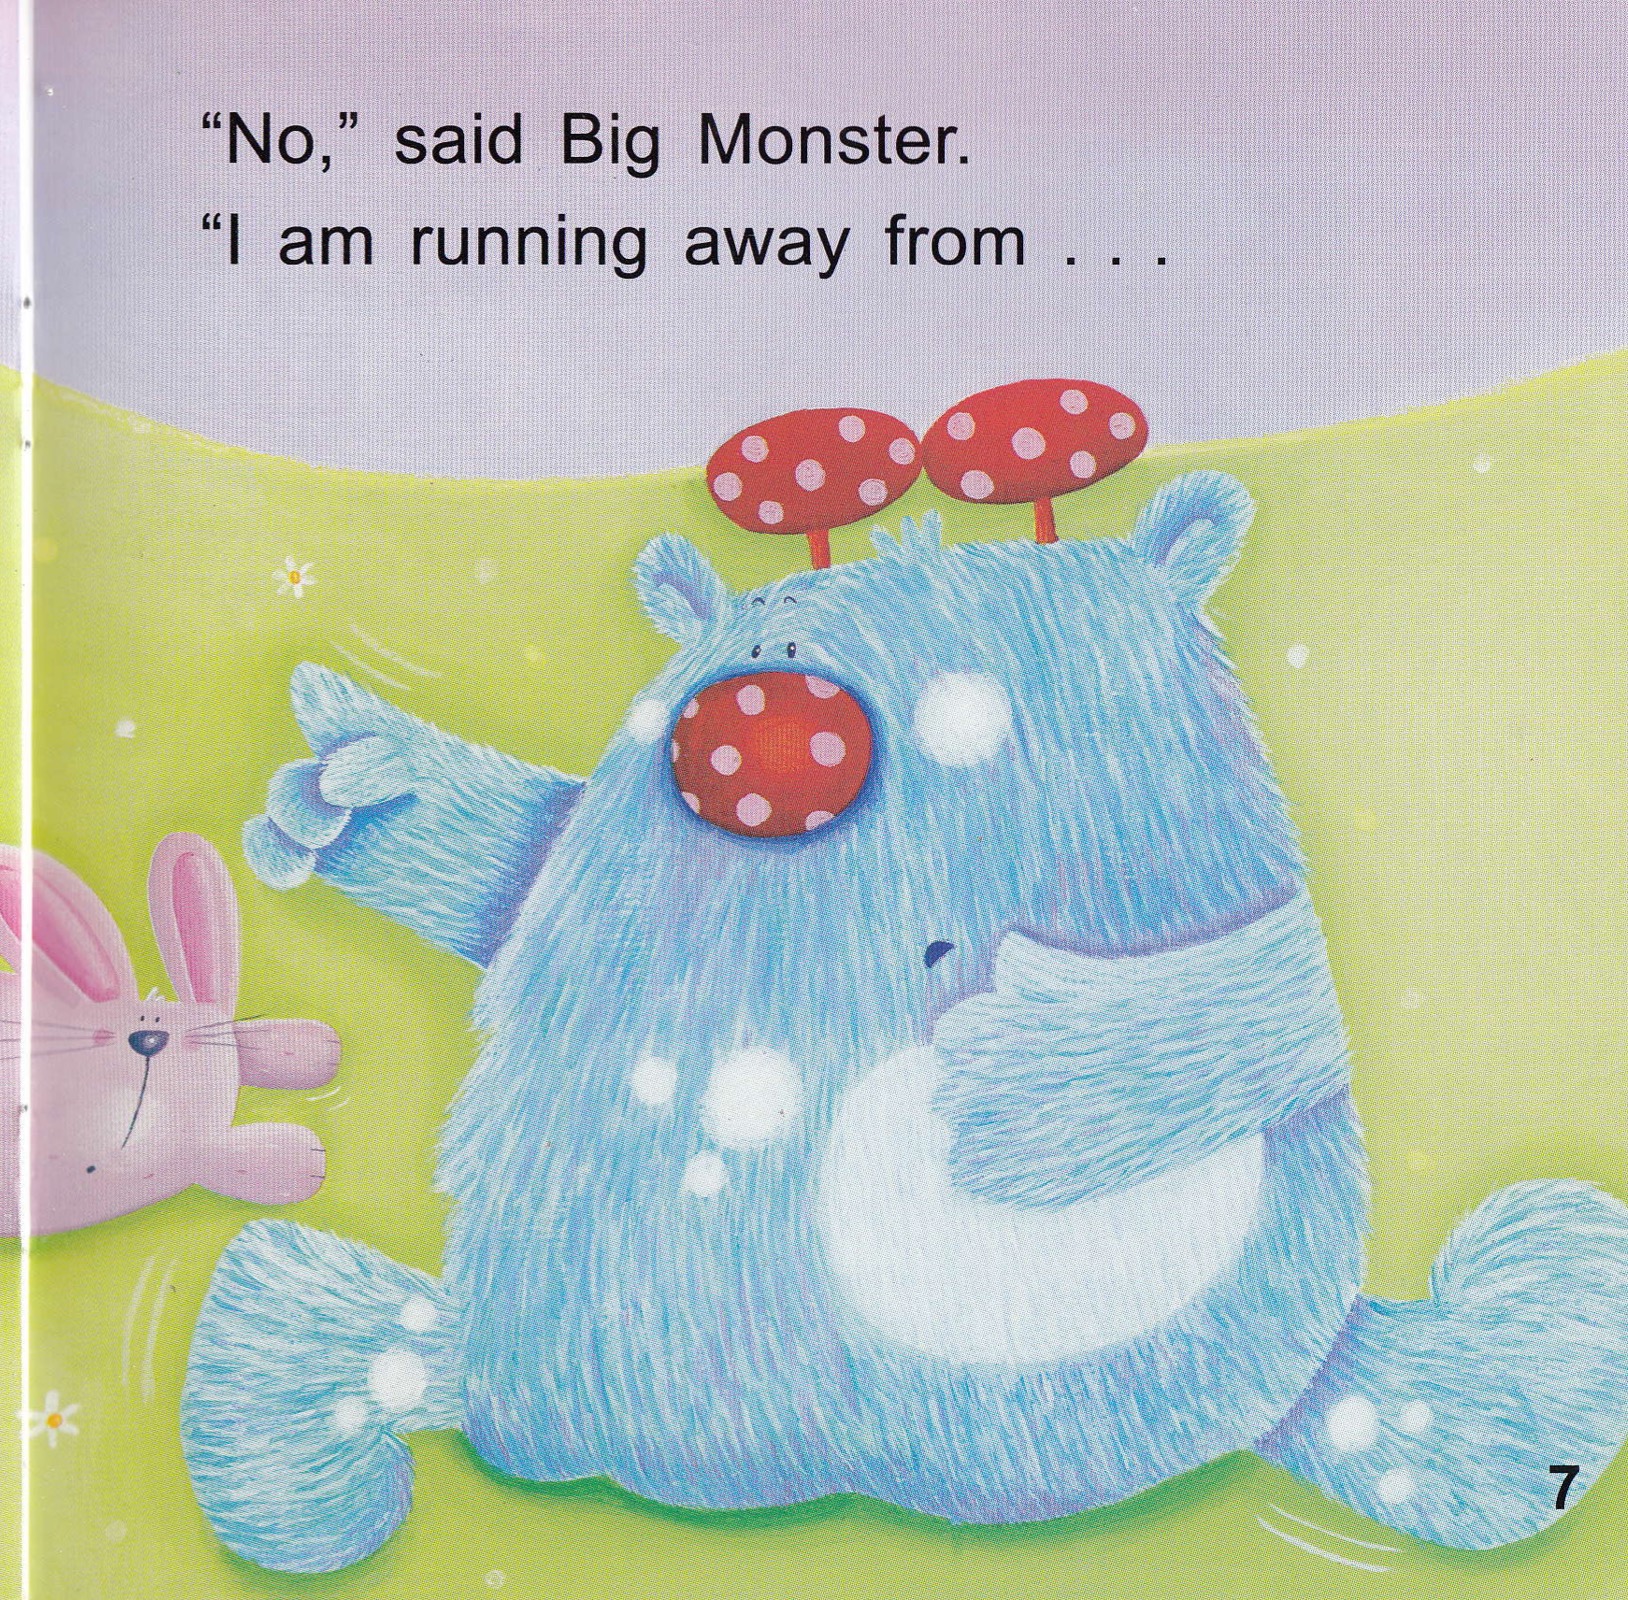 “No,” said Big Monster.
“I am running away from . . .
7